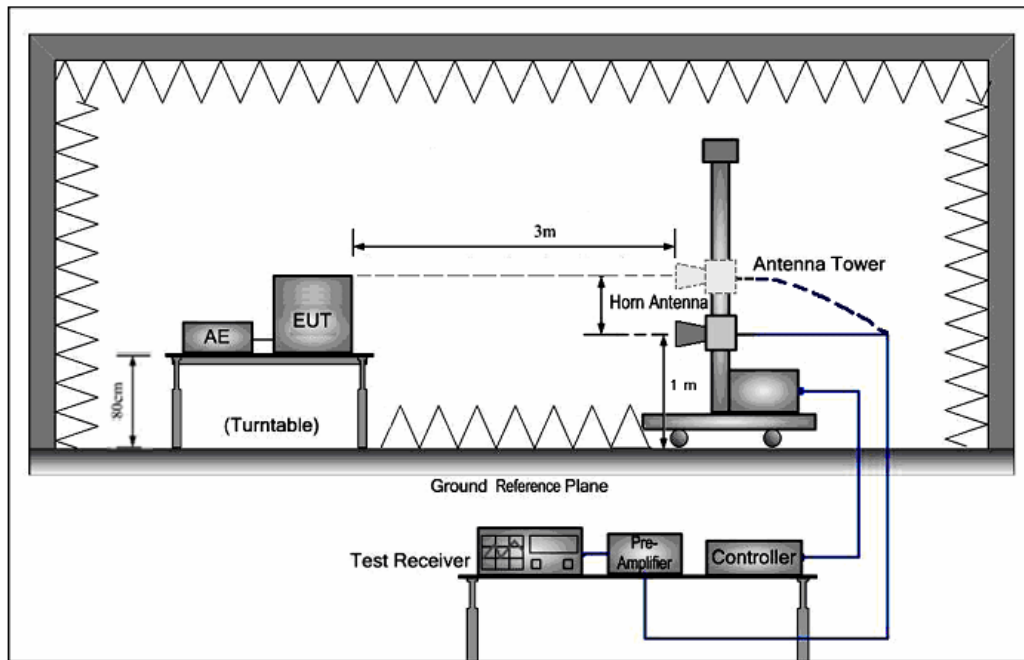 3m
Antenna Tower
Horn Antenna
EUT
AE
1 m
80cm
(Turntable)
Ground Reference Plane
Test Receiver
Pre-
Amplifier
Controller